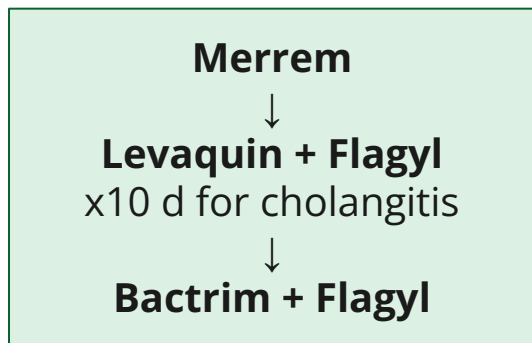 Merrem
↓
Levaquin + Flagyl
x10 d for cholangitis
↓
Bactrim + Flagyl